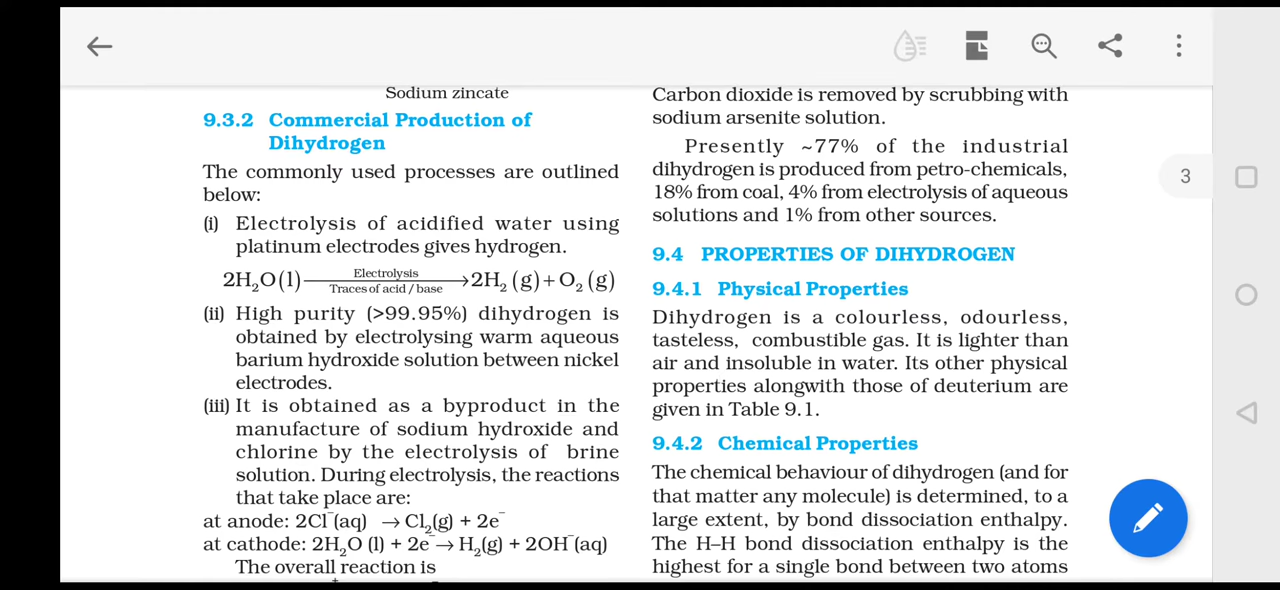 3
Sodium zincate
9.3.2 Commercial Production of
Dihydrogen
The commonly used processes are outlined
below:
(i) Electrolysis of acidified water using
platinum electrodes gives hydrogen.
2H₂O(l) Electrolysis Traces of acid / base → 2H₂ (g) + O₂ (g)
(ii) High purity (>99.95%) dihydrogen is
obtained by electrolysing warm aqueous
barium hydroxide solution between nickel
electrodes.
(iii) It is obtained as a byproduct in the
manufacture of sodium hydroxide and
chlorine by the electrolysis of brine
solution. During electrolysis, the reactions
that take place are:
at anode: 2Cl⁻(aq) → Cl₂(g) + 2e⁻
at cathode: 2H₂O (l) + 2e⁻ → H₂(g) + 2OH⁻(aq)
The overall reaction is
Carbon dioxide is removed by scrubbing with
sodium arsenite solution.
Presently ~77% of the industrial
dihydrogen is produced from petro-chemicals,
18% from coal, 4% from electrolysis of aqueous
solutions and 1% from other sources.
9.4 PROPERTIES OF DIHYDROGEN
9.4.1 Physical Properties
Dihydrogen is a colourless, odourless,
tasteless, combustible gas. It is lighter than
air and insoluble in water. Its other physical
properties alongwith those of deuterium are
given in Table 9.1.
9.4.2 Chemical Properties
The chemical behaviour of dihydrogen (and for
that matter any molecule) is determined, to a
large extent, by bond dissociation enthalpy.
The H–H bond dissociation enthalpy is the
highest for a single bond between two atoms